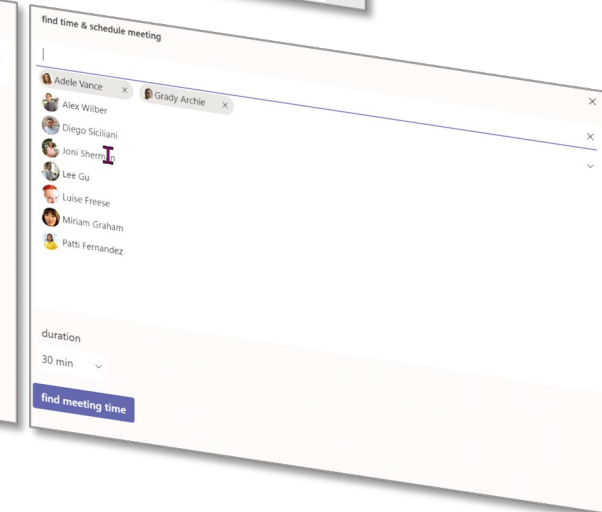 find time & schedule meeting
Adele Vance × Grady Archie ×
Alex Wilber
Diego Siciliani
Joni Sherman
Lee Gu
Luise Freese
Miriam Graham
Patti Fernandez
duration
30 min
find meeting time